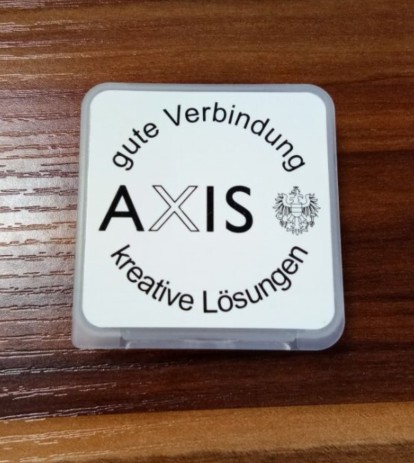 gute Verbindung
AXIS
kreative Lösungen